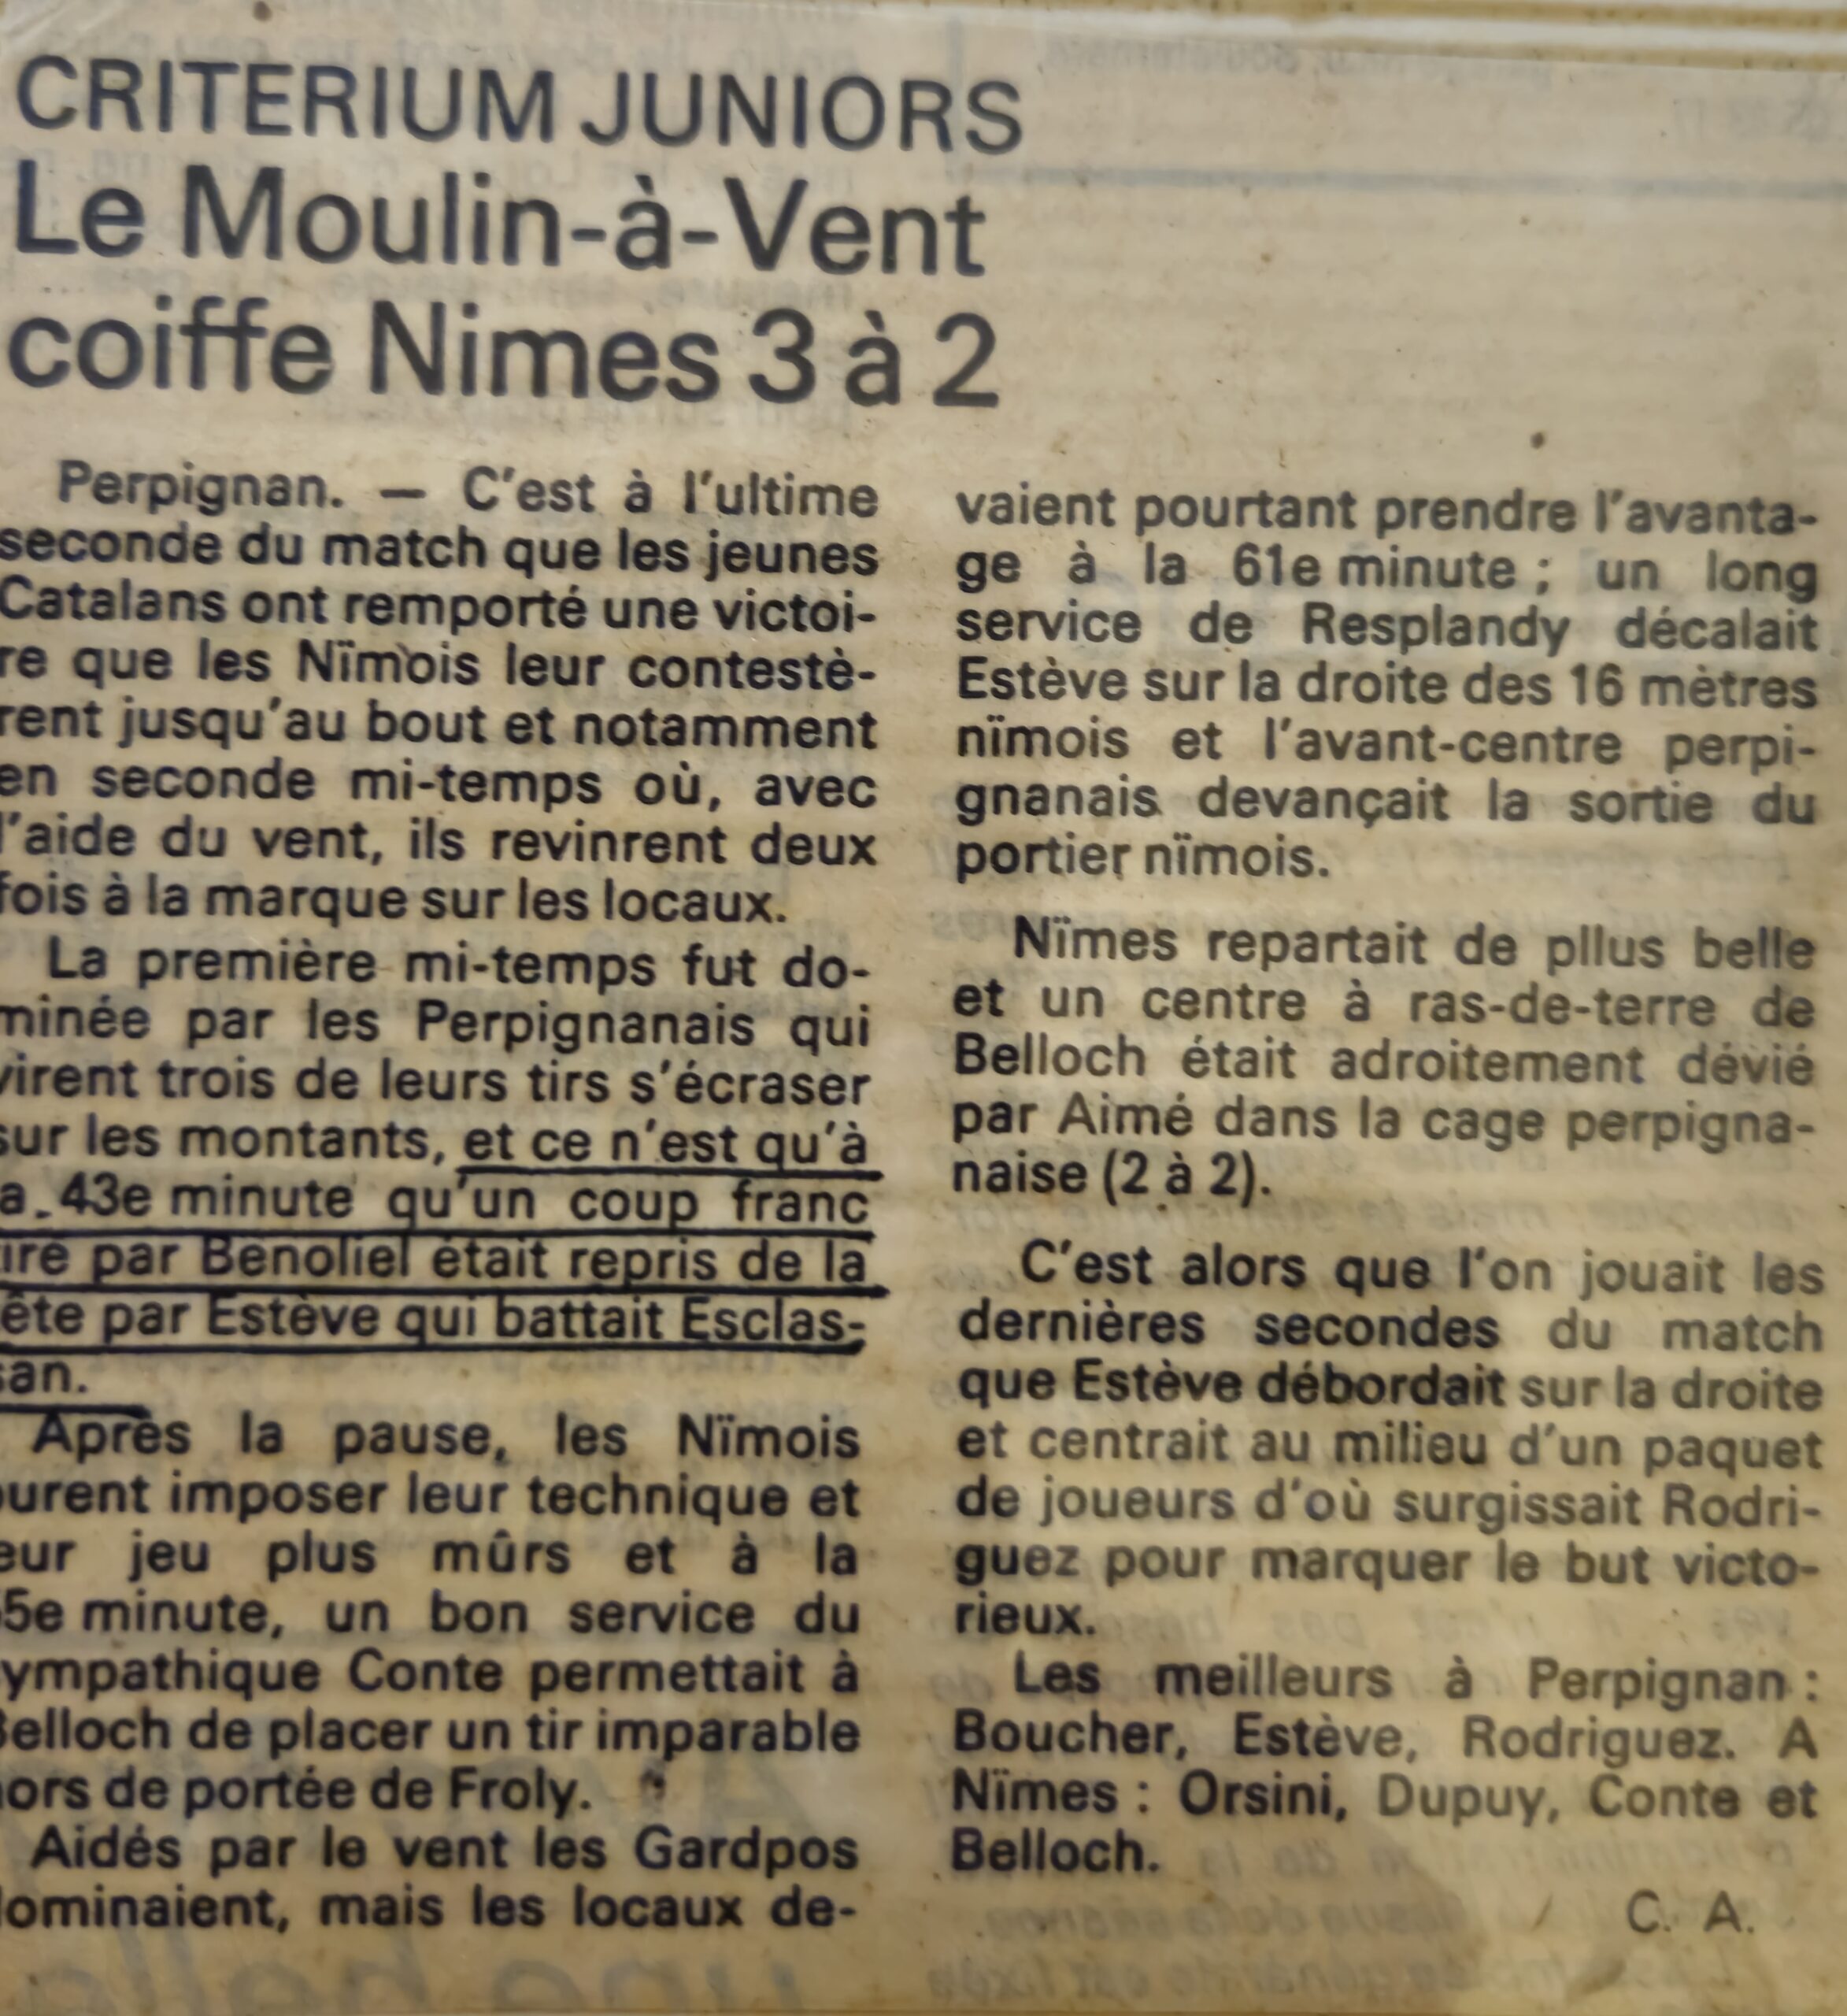 CRITERIUM JUNIORS
Le Moulin-à-Vent
coiffe Nimes 3 à 2
Perpignan. — C'est à l'ultime
seconde du match que les jeunes
Catalans ont remporté une victoi-
re que les Nïmois leur contestè-
rent jusqu'au bout et notamment
en seconde mi-temps où, avec
l'aide du vent, ils revinrent deux
fois à la marque sur les locaux.
La première mi-temps fut do-
minée par les Perpignanais qui
virent trois de leurs tirs s'écraser
sur les montants, et ce n'est qu'à
a 43e minute qu'un coup franc
iré par Benoliel était repris de la
ête par Estève qui battait Esclas-
san.
Après la pause, les Nïmois
urent imposer leur technique et
eur jeu plus mûrs et à la
5e minute, un bon service du
ympathique Conte permettait à
Belloch de placer un tir imparable
ors de portée de Froly.
Aidés par le vent les Gardpos
ominaient, mais les locaux de-
vaient pourtant prendre l'avanta-
ge à la 61e minute ; un long
service de Resplandy décalait
Estève sur la droite des 16 mètres
nïmois et l'avant-centre perpi-
gnanais devançait la sortie du
portier nïmois.
Nïmes repartait de pllus belle
et un centre à ras-de-terre de
Belloch était adroitement dévié
par Aimé dans la cage perpigna-
naise (2 à 2).
C'est alors que l'on jouait les
dernières secondes du match
que Estève débordait sur la droite
et centrait au milieu d'un paquet
de joueurs d'où surgissait Rodri-
guez pour marquer le but victo-
rieux.
Les meilleurs à Perpignan :
Boucher, Estève, Rodriguez. A
Nïmes : Orsini, Dupuy, Conte et
Belloch.
C. A.